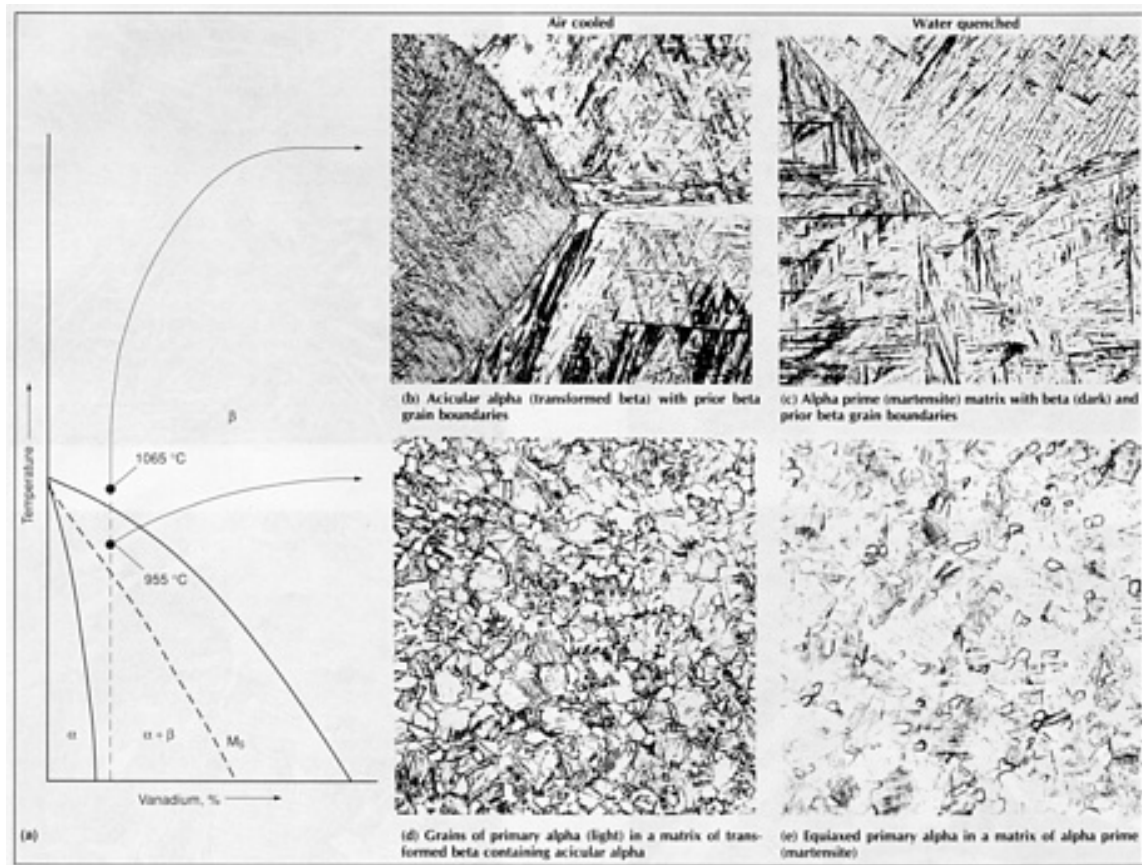 Air cooled
Water quenched
(b) Acicular alpha (transformed beta) with prior beta
grain boundaries
(c) Alpha prime (martensite) matrix with beta (dark) and
prior beta grain boundaries
Temperature
β
1065 °C
955 °C
α
α + β
Ms
Vanadium, %
(a)
(d) Grains of primary alpha (light) in a matrix of trans-
formed beta containing acicular alpha
(e) Equiaxed primary alpha in a matrix of alpha prime
(martensite)